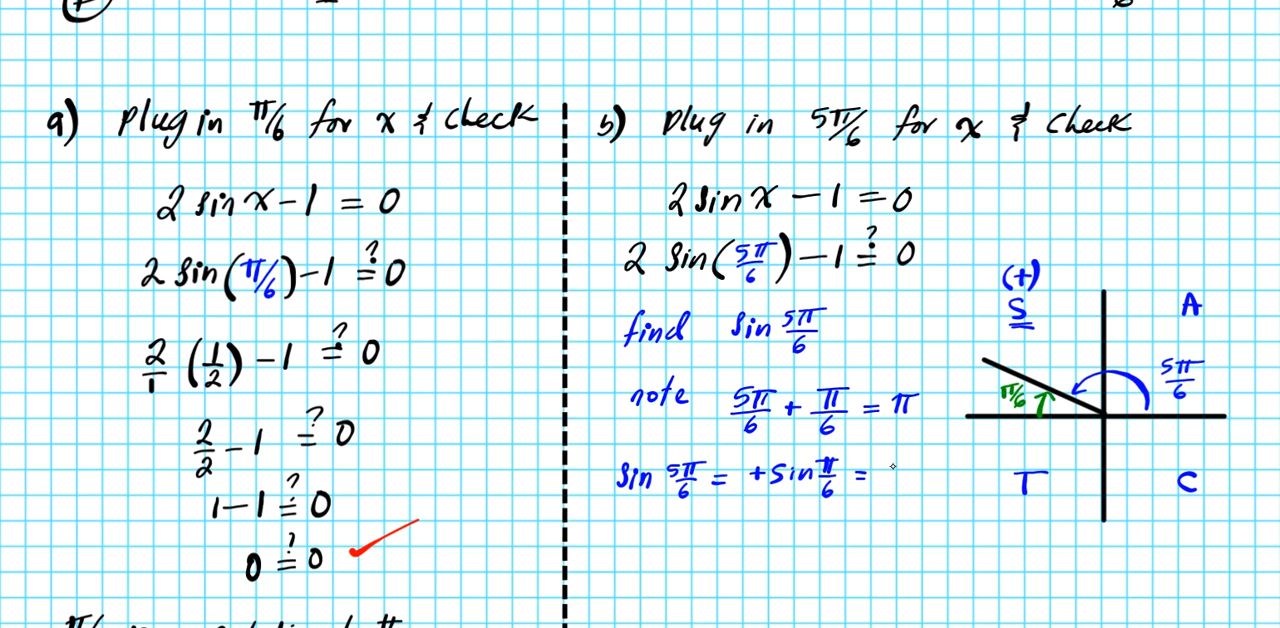 a) Plug in π/6 for x & check
2 sin x - 1 = 0
2 sin(π/6) - 1 ≟ 0
2/1 (1/2) - 1 ≟ 0
2/2 - 1 ≟ 0
1 - 1 ≟ 0
0 ≟ 0 ✓
b) Plug in 5π/6 for x & check
2 sin x - 1 = 0
2 sin(5π/6) - 1 ≟ 0
find sin 5π/6
note 5π/6 + π/6 = π
sin 5π/6 = + sin π/6 =
(+)
S
A
5π/6
π/6
T
C